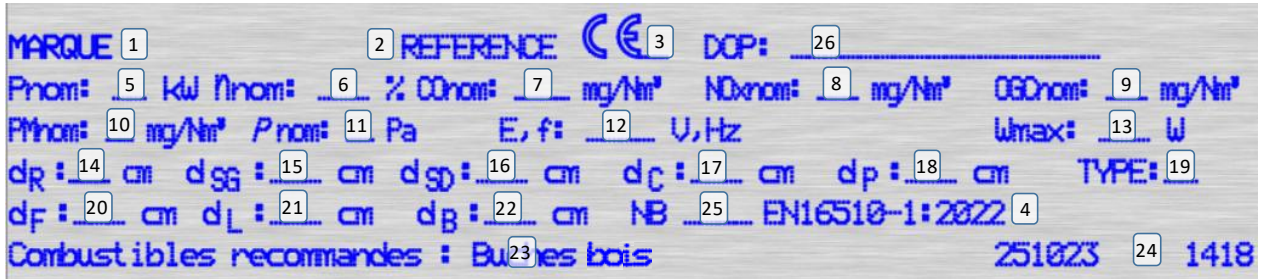 MARQUE 1 2 REFERENCE CE 3 DOP: 26
Pnom: 5 kW ηnom: 6 % COnom: 7 mg/Nm³ NOxnom: 8 mg/Nm³ OGCnom: 9 mg/Nm³
PMnom: 10 mg/Nm³ Pnom: 11 Pa E,f: 12 V,Hz Wmax: 13 W
dR: 14 cm dSG: 15 cm dSD: 16 cm dC: 17 cm dP: 18 cm TYPE: 19
dF: 20 cm dL: 21 cm dB: 22 cm NB 25 EN16510-1:2022 4
Combustibles recommandes : Buches bois 23 251023 24 1418